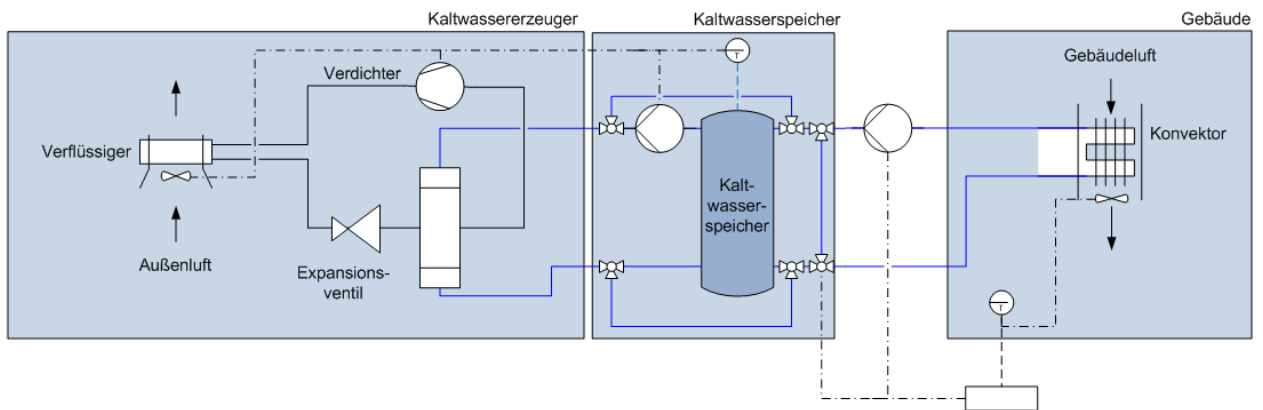 Kaltwassererzeuger
Kaltwasserspeicher
Gebäude
Verdichter
T
Gebäudeluft
Verflüssiger
Konvektor
Kalt-
wasser-
speicher
Außenluft
Expansions-
ventil
T